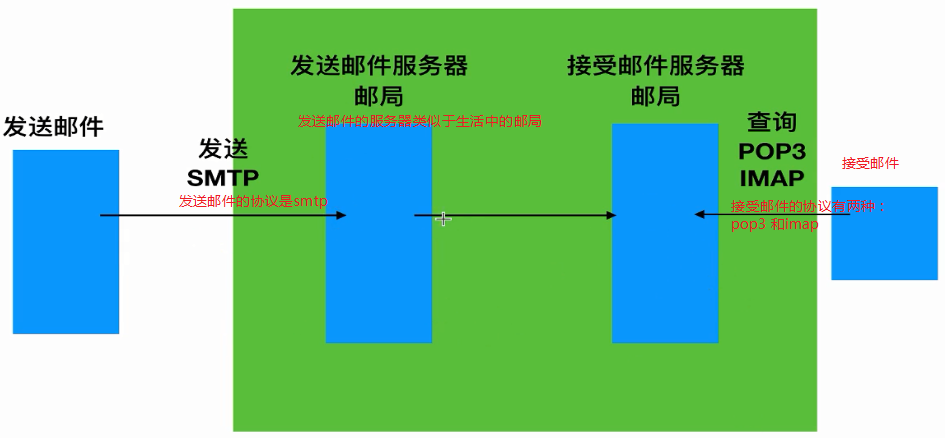 发送邮件
发送
SMTP
发送邮件的协议是smtp
发送邮件服务器
邮局
发送邮件的服务器类似于生活中的邮局
接受邮件服务器
邮局
查询
POP3
IMAP
接受邮件的协议有两种：
pop3 和imap
接受邮件